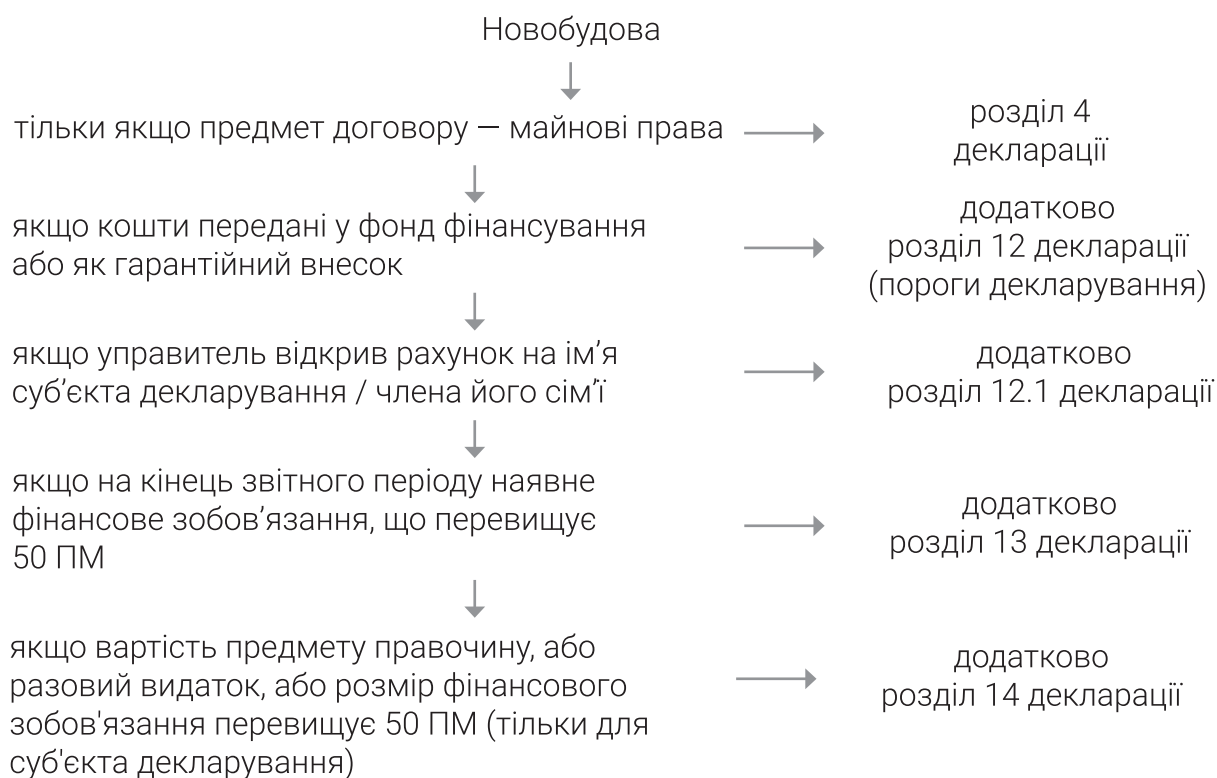 Новобудова
тільки якщо предмет договору — майнові права
розділ 4
декларації
якщо кошти передані у фонд фінансування
або як гарантійний внесок
додатково
розділ 12 декларації
(пороги декларування)
якщо управитель відкрив рахунок на ім’я
суб’єкта декларування / члена його сім’ї
додатково
розділ 12.1 декларації
якщо на кінець звітного періоду наявне
фінансове зобов’язання, що перевищує
50 ПМ
додатково
розділ 13 декларації
якщо вартість предмету правочину, або
разовий видаток, або розмір фінансового
зобов'язання перевищує 50 ПМ (тільки для
суб'єкта декларування)
додатково
розділ 14 декларації